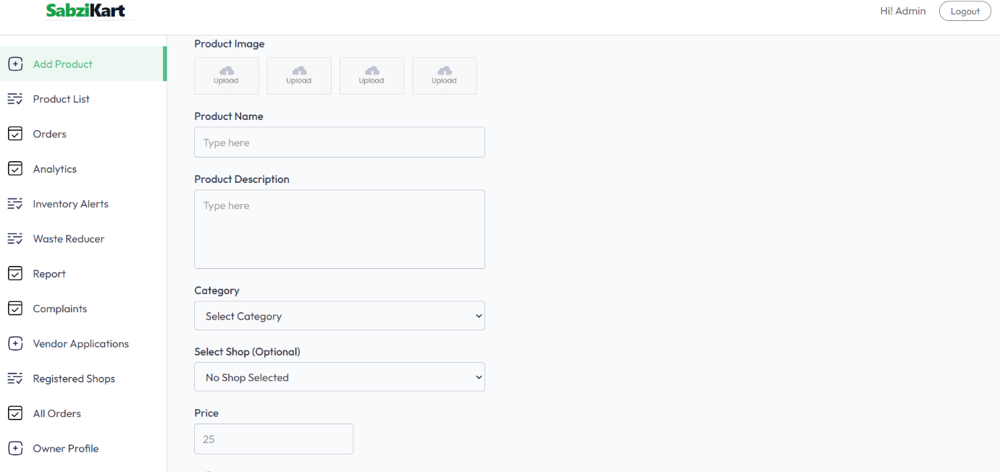 SabziKart
Hi! Admin
Logout
Add Product
Product List
Orders
Analytics
Inventory Alerts
Waste Reducer
Report
Complaints
Vendor Applications
Registered Shops
All Orders
Owner Profile
Product Image
Upload Upload Upload Upload
Product Name
Type here
Product Description
Type here
Category
Select Category
Select Shop (Optional)
No Shop Selected
Price
25